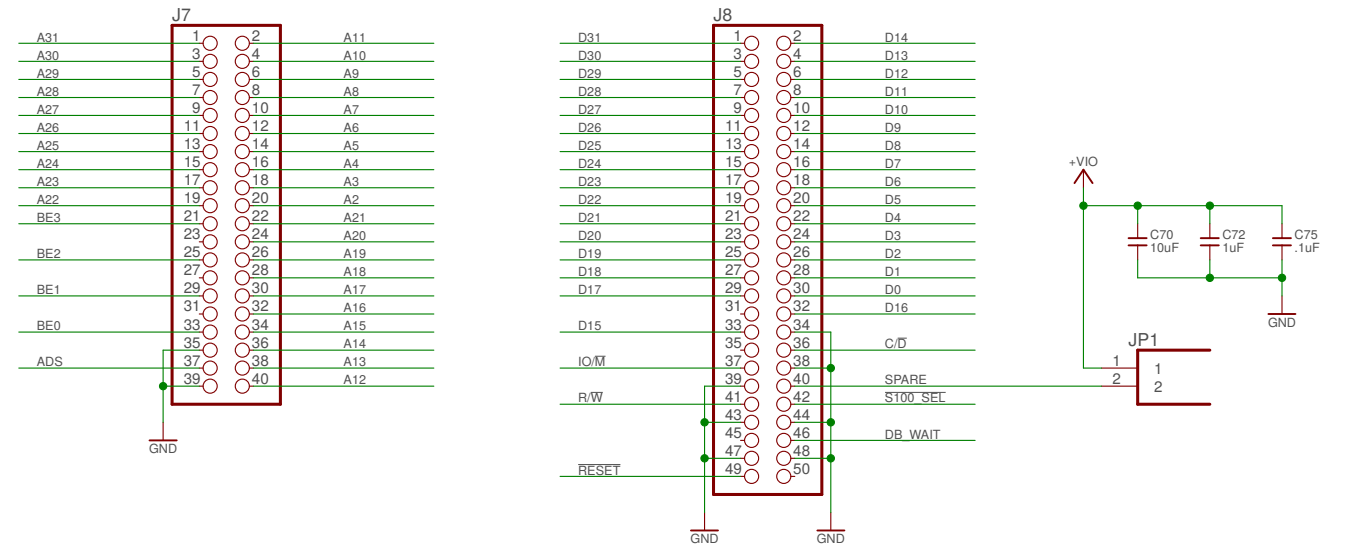 J7 J8
A31 1 2 A11 D31 1 2 D14
A30 3 4 A10 D30 3 4 D13
A29 5 6 A9 D29 5 6 D12
A28 7 8 A8 D28 7 8 D11
A27 9 10 A7 D27 9 10 D10
A26 11 12 A6 D26 11 12 D9
A25 13 14 A5 D25 13 14 D8
A24 15 16 A4 D24 15 16 D7 +VIO
A23 17 18 A3 D23 17 18 D6
A22 19 20 A2 D22 19 20 D5
BE3 21 22 A21 D21 21 22 D4
23 24 A20 D20 23 24 D3 C70 C72 C75
BE2 25 26 A19 D19 25 26 D2 10uF 1uF .1uF
27 28 A18 D18 27 28 D1
BE1 29 30 A17 D17 29 30 D0
31 32 A16 31 32 D16 GND
BE0 33 34 A15 D15 33 34
35 36 A14 35 36 C/D̅ JP1
ADS 37 38 A13 IO/M̅ 37 38 1 1
39 40 A12 39 40 SPARE 2 2
R/W̅ 41 42 S̅1̅0̅0̅_̅S̅E̅L̅
43 44
GND 45 46 DB_WAIT
47 48
R̅E̅S̅E̅T̅ 49 50
GND GND